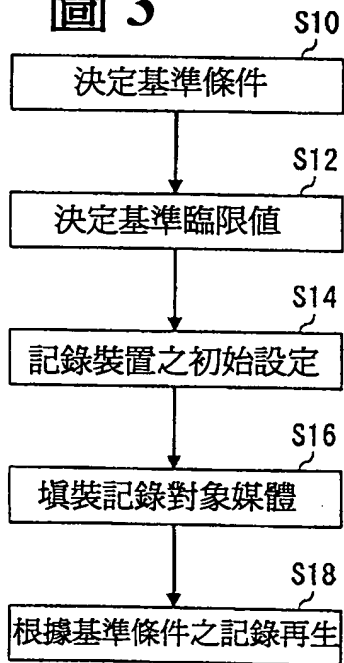 圖 3
S10
決定基準條件
S12
決定基準臨限值
S14
記錄裝置之初始設定
S16
填裝記錄對象媒體
S18
根據基準條件之記錄再生